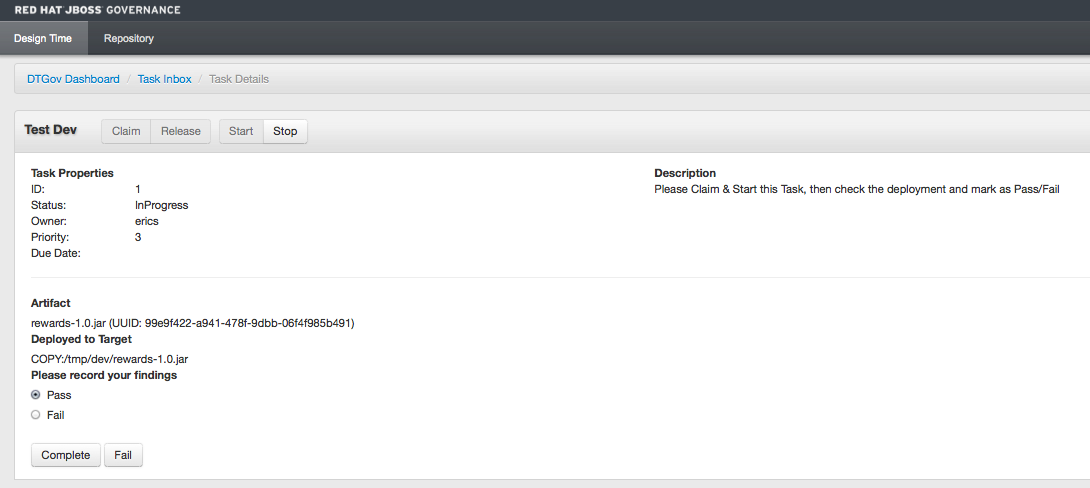 RED HAT JBOSS GOVERNANCE
Design Time Repository
DTGov Dashboard / Task Inbox / Task Details
Test Dev Claim Release Start Stop
Task Properties
ID: 1
Status: InProgress
Owner: erics
Priority: 3
Due Date:
Description
Please Claim & Start this Task, then check the deployment and mark as Pass/Fail
Artifact
rewards-1.0.jar (UUID: 99e9f422-a941-478f-9dbb-06f4f985b491)
Deployed to Target
COPY:/tmp/dev/rewards-1.0.jar
Please record your findings
Pass
Fail
Complete Fail